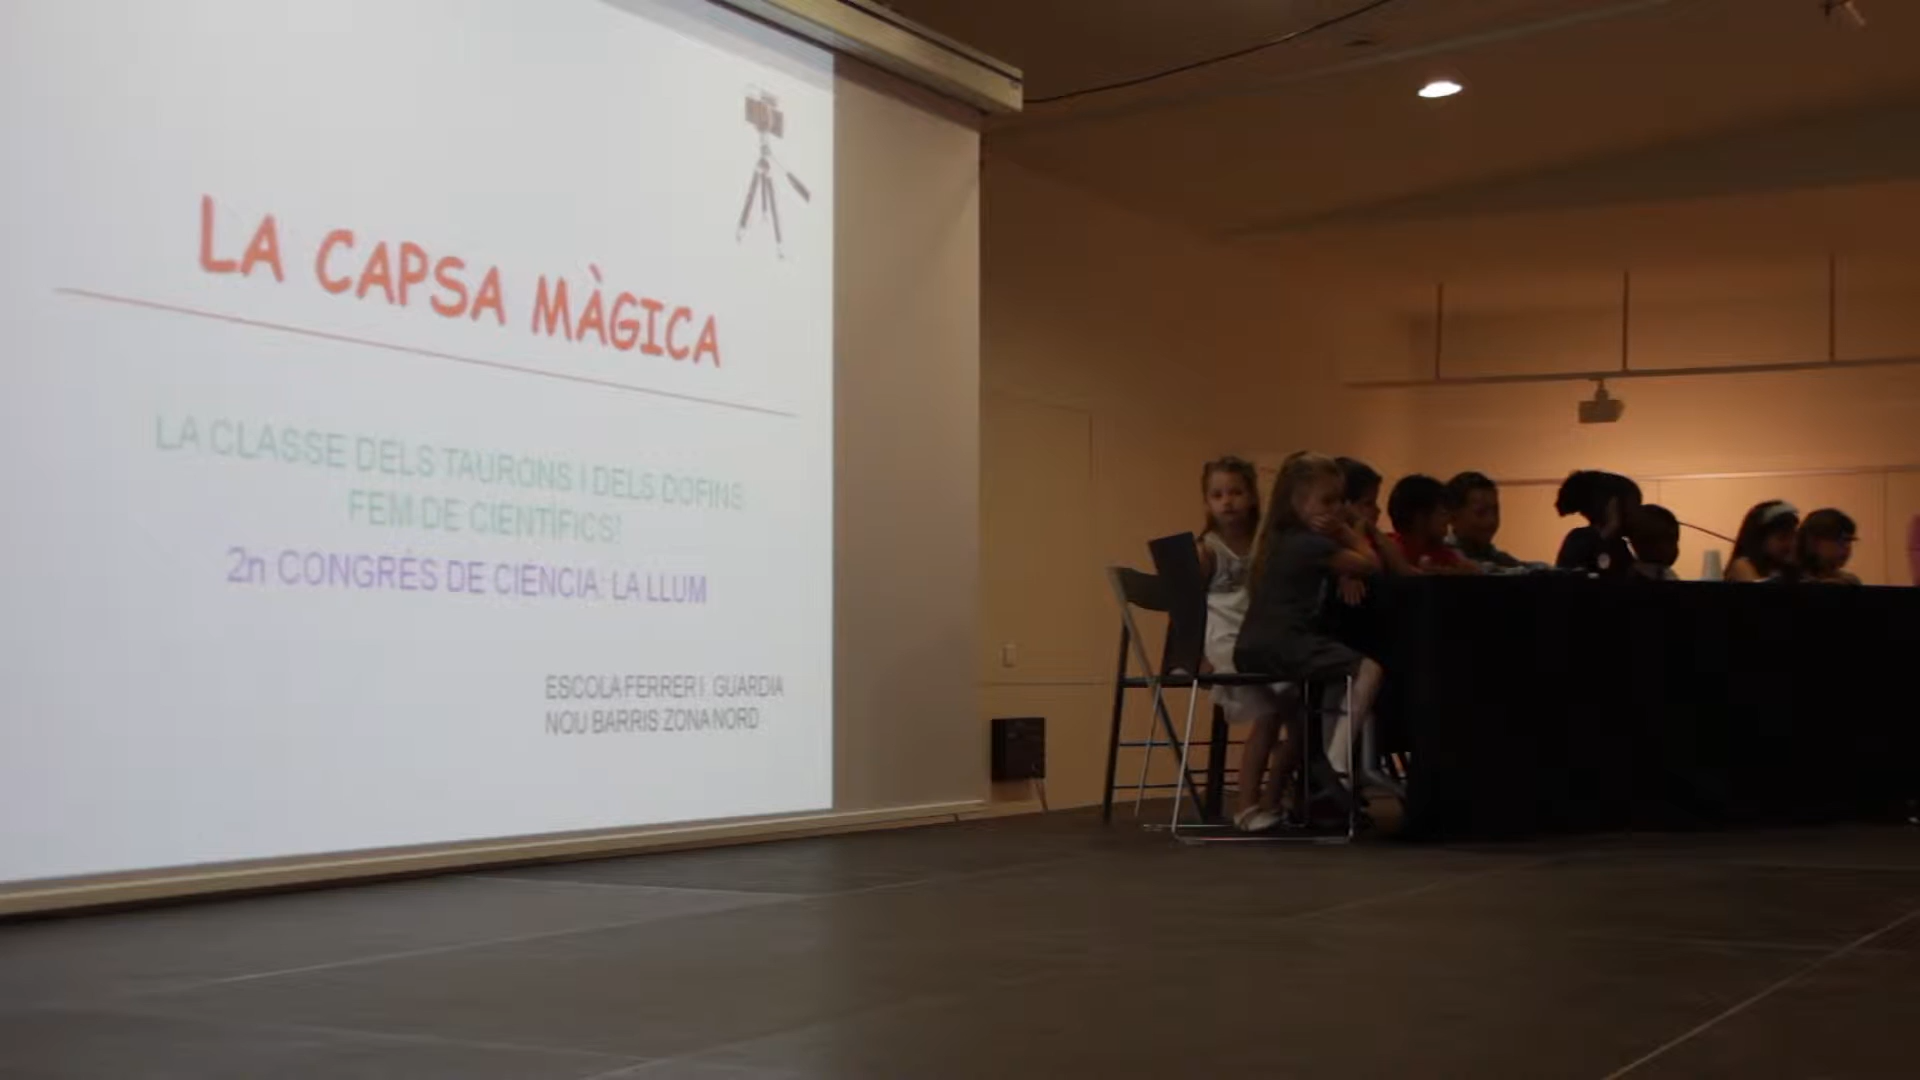 LA CAPSA MÀGICA
LA CLASSE DELS TAURONS I DELS DOFINS
FEM DE CIENTÍFICS!
2n CONGRÉS DE CIÈNCIA: LA LLUM
ESCOLA FERRER I GUARDIA
NOU BARRIS ZONA NORD